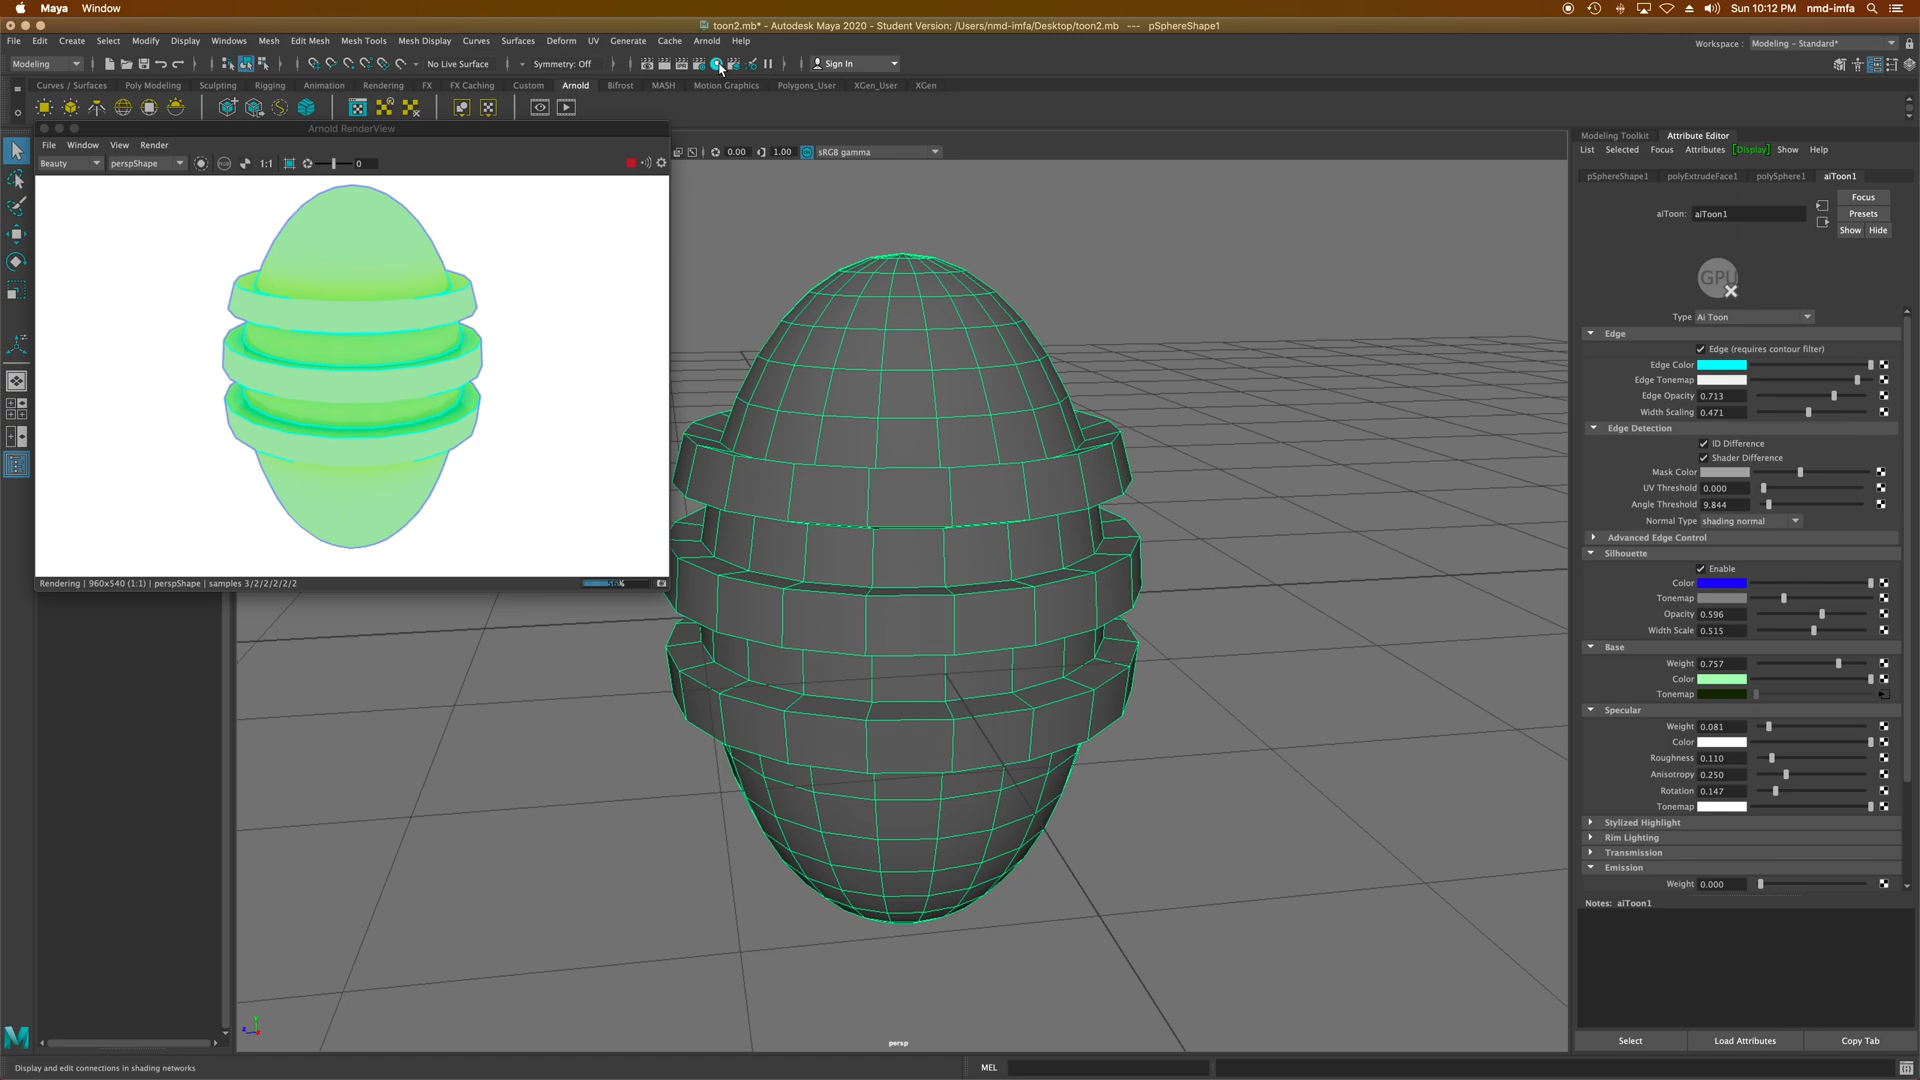 Maya Window Sun 10:12 PM nmd-imfa
toon2.mb* - Autodesk Maya 2020 - Student Version: /Users/nmd-imfa/Desktop/toon2.mb --- pSphereShape1
File Edit Create Select Modify Display Windows Mesh Edit Mesh Mesh Tools Mesh Display Curves Surfaces Deform UV Generate Cache Arnold Help
Workspace : Modeling - Standard*
Modeling No Live Surface Symmetry: Off Sign In
Curves / Surfaces Poly Modeling Sculpting Rigging Animation Rendering FX FX Caching Custom Arnold Bifrost MASH Motion Graphics Polygons_User XGen_User XGen
Arnold RenderView
File Window View Render
Beauty perspShape 1:1 0
0.00 1.00 sRGB gamma
Rendering | 960x540 (1:1) | perspShape | samples 3/2/2/2/2/2 56%
persp
Modeling Toolkit Attribute Editor
List Selected Focus Attributes [Display] Show Help
pSphereShape1 polyExtrudeFace1 polySphere1 aiToon1
Focus
aiToon: aiToon1 Presets
Show Hide
GPU
Type Ai Toon
Edge
Edge (requires contour filter)
Edge Color
Edge Tonemap
Edge Opacity 0.713
Width Scaling 0.471
Edge Detection
ID Difference
Shader Difference
Mask Color
UV Threshold 0.000
Angle Threshold 9.844
Normal Type shading normal
Advanced Edge Control
Silhouette
Enable
Color
Tonemap
Opacity 0.596
Width Scale 0.515
Base
Weight 0.757
Color
Tonemap
Specular
Weight 0.081
Color
Roughness 0.110
Anisotropy 0.250
Rotation 0.147
Tonemap
Stylized Highlight
Rim Lighting
Transmission
Emission
Weight 0.000
Notes: aiToon1
Select Load Attributes Copy Tab
Display and edit connections in shading networks
MEL